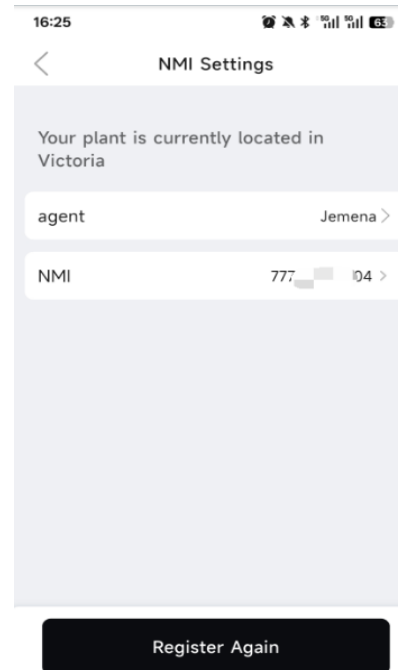 16:25
NMI Settings
Your plant is currently located in
Victoria
agent
Jemena
NMI
777 04
Register Again